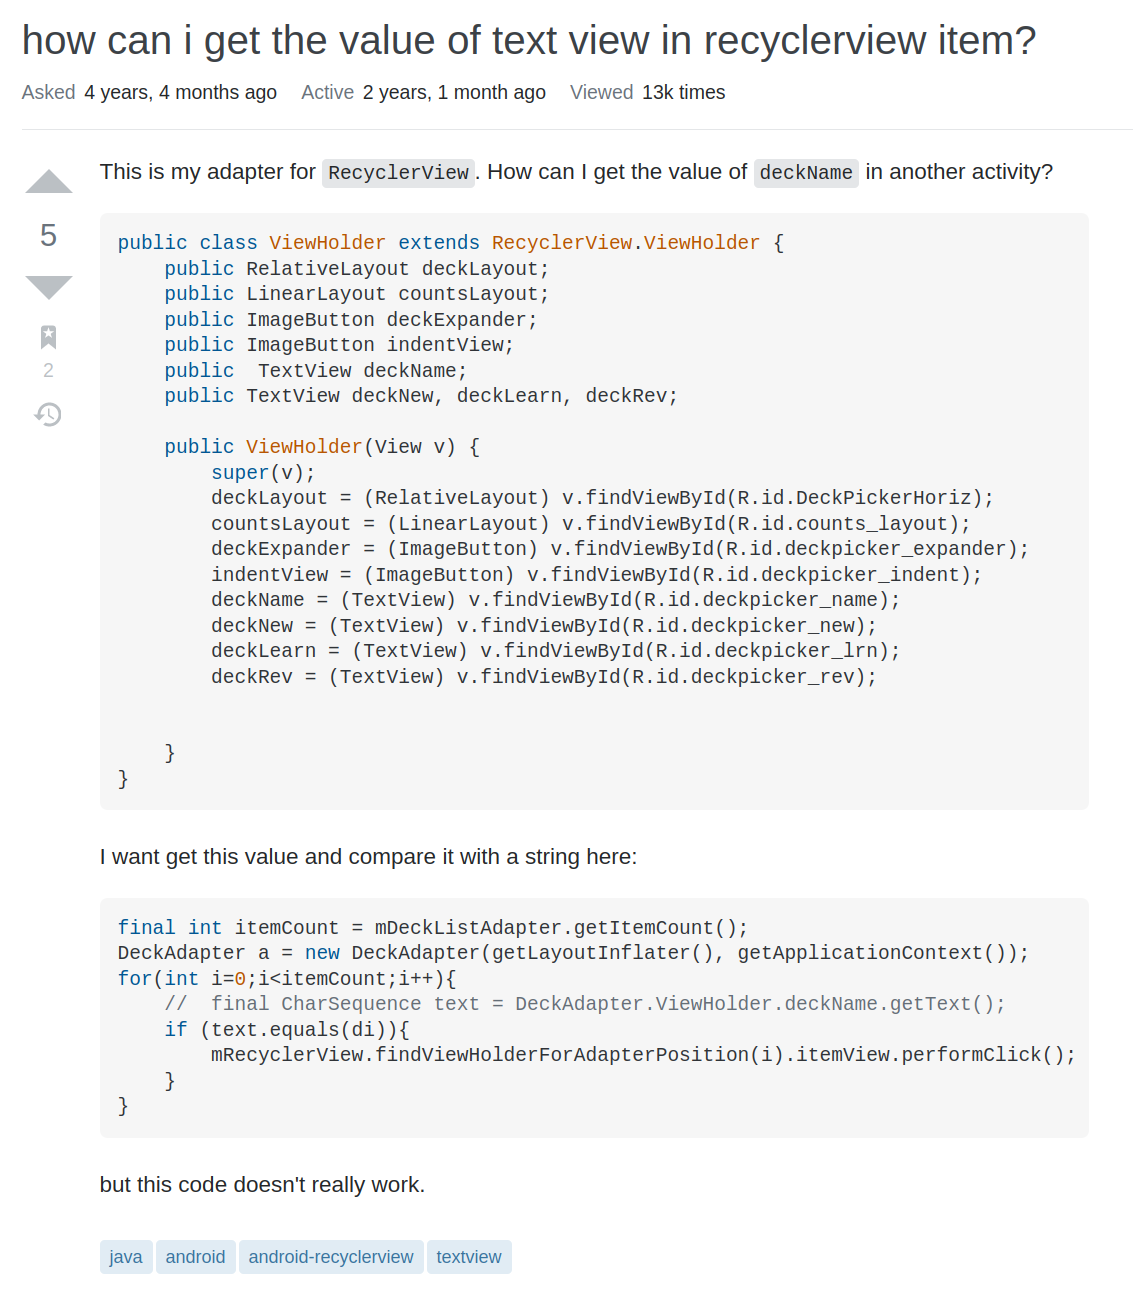 how can i get the value of text view in recyclerview item?
Asked 4 years, 4 months ago Active 2 years, 1 month ago Viewed 13k times
This is my adapter for RecyclerView. How can I get the value of deckName in another activity?
5
2
public class ViewHolder extends RecyclerView.ViewHolder {
    public RelativeLayout deckLayout;
    public LinearLayout countsLayout;
    public ImageButton deckExpander;
    public ImageButton indentView;
    public  TextView deckName;
    public TextView deckNew, deckLearn, deckRev;
    public ViewHolder(View v) {
        super(v);
        deckLayout = (RelativeLayout) v.findViewById(R.id.DeckPickerHoriz);
        countsLayout = (LinearLayout) v.findViewById(R.id.counts_layout);
        deckExpander = (ImageButton) v.findViewById(R.id.deckpicker_expander);
        indentView = (ImageButton) v.findViewById(R.id.deckpicker_indent);
        deckName = (TextView) v.findViewById(R.id.deckpicker_name);
        deckNew = (TextView) v.findViewById(R.id.deckpicker_new);
        deckLearn = (TextView) v.findViewById(R.id.deckpicker_lrn);
        deckRev = (TextView) v.findViewById(R.id.deckpicker_rev);
    }
}
I want get this value and compare it with a string here:
final int itemCount = mDeckListAdapter.getItemCount();
DeckAdapter a = new DeckAdapter(getLayoutInflater(), getApplicationContext());
for(int i=0;i<itemCount;i++){
    //  final CharSequence text = DeckAdapter.ViewHolder.deckName.getText();
    if (text.equals(di)){
        mRecyclerView.findViewHolderForAdapterPosition(i).itemView.performClick();
    }
}
but this code doesn't really work.
java android android-recyclerview textview